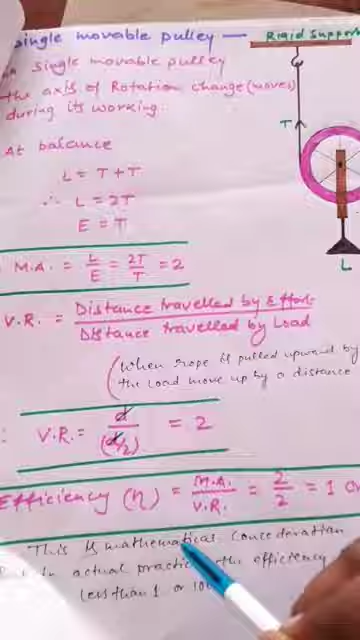 single movable pulley — Rigid Support
single movable pulley
the axis of Rotation change(moves)
during its working.
T
At balance
L = T + T
∴ L = 2T
E = T
L
M.A. = L/E = 2T/T = 2
V.R. = Distance travelled by Effort / Distance travelled by Load
(when rope is pulled upward by
the Load move up by a distance
V.R. = d/(d/2) = 2
Efficiency (η) = M.A./V.R. = 2/2 = 1 or
This is mathematical Concederation
In actual practice the efficiency
Less than 1 or